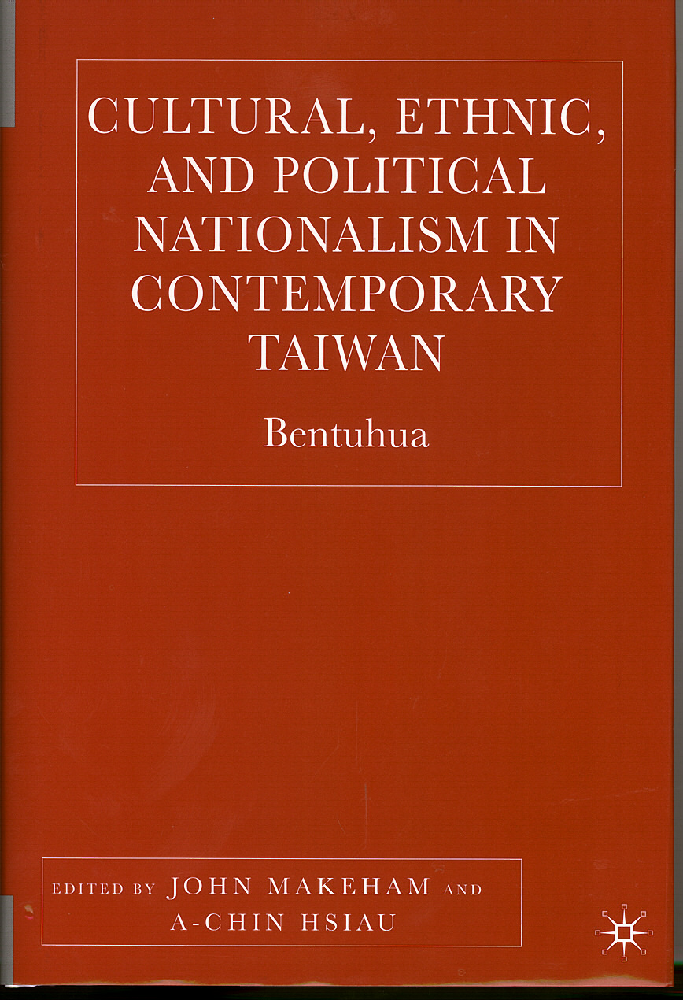 CULTURAL, ETHNIC,
AND POLITICAL
NATIONALISM IN
CONTEMPORARY
TAIWAN
Bentuhua
EDITED BY JOHN MAKEHAM AND
A-CHIN HSIAU